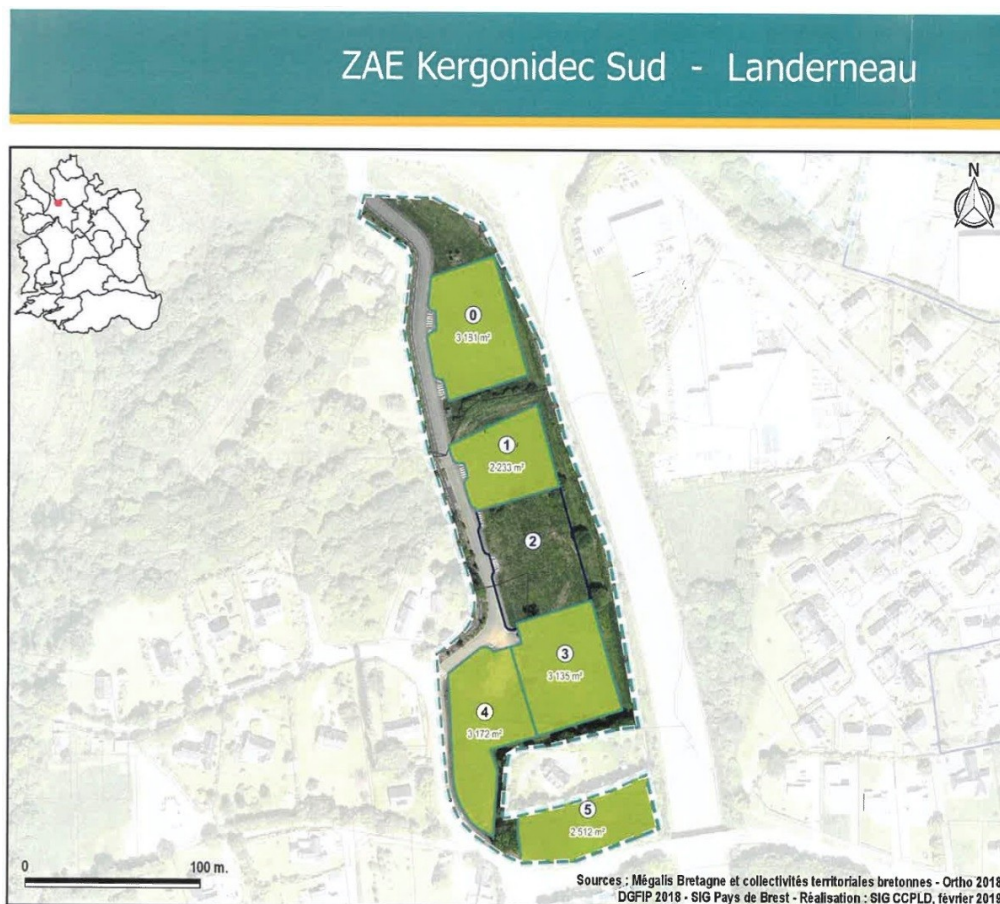 ZAE Kergonidec Sud - Landerneau
N
0
3 181 m²
1
2 233 m²
2
3
3 135 m²
4
3 172 m²
5
2 512 m²
0 100 m.
Sources : Mégalis Bretagne et collectivités territoriales bretonnes - Ortho 2018
DGFIP 2018 - SIG Pays de Brest - Réalisation : SIG CCPLD, février 2019